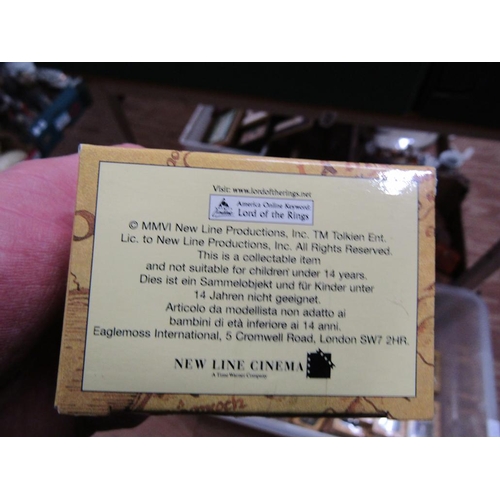 Visit: www.lordoftherings.net
America Online Keyword:
Lord of the Rings
© MMVI New Line Productions, Inc. TM Tolkien Ent.
Lic. to New Line Productions, Inc. All Rights Reserved.
This is a collectable item
and not suitable for children under 14 years.
Dies ist ein Sammelobjekt und für Kinder unter
14 Jahren nicht geeignet.
Articolo da modellista non adatto ai
bambini di età inferiore ai 14 anni.
Eaglemoss International, 5 Cromwell Road, London SW7 2HR.
NEW LINE CINEMA
A Time Warner Company